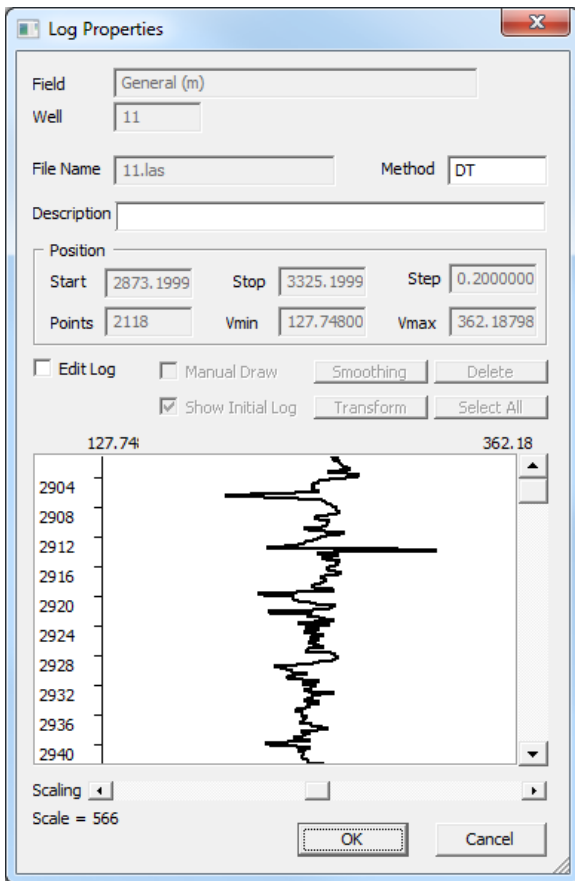 Log Properties
Field General (m)
Well 11
File Name 11.las Method DT
Description
Position
Start 2873.1999 Stop 3325.1999 Step 0.2000000
Points 2118 Vmin 127.74800 Vmax 362.18798
Edit Log Manual Draw Smoothing Delete
Show Initial Log Transform Select All
127.748 362.18
2904
2908
2912
2916
2920
2924
2928
2932
2936
2940
Scaling
Scale = 566
OK Cancel